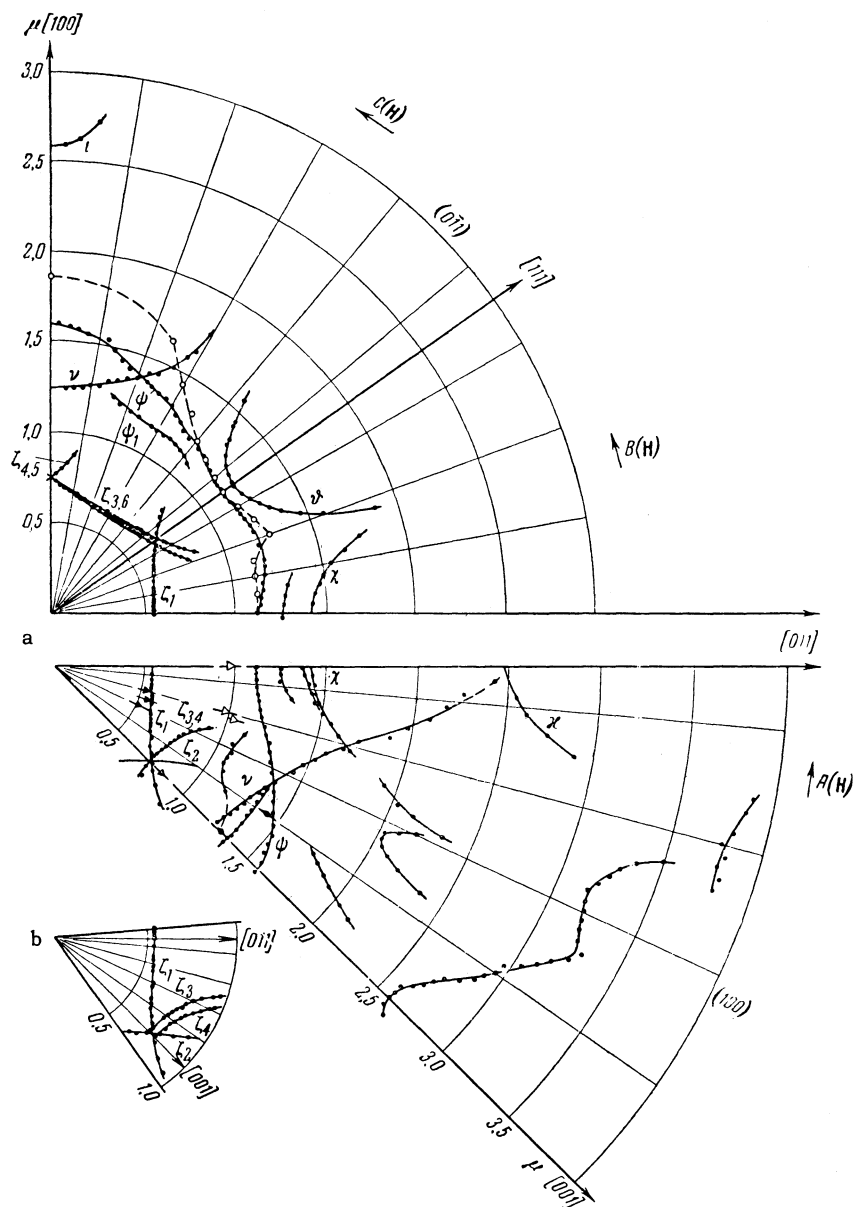 μ [100]
3,0
ι
2,5
C(H)
(01̄1)
2,0
[111]
1,5
ν
ψ
ψ₁
1,0
B(H)
ζ₄,₅
ζ₃,₆
ϑ
0,5
ζ₁
χ
a
[011]
χ
ζ₃,₄
ζ₁
ϰ
0,5
ζ₂
ν
A(H)
1,0
1,5
ψ
2,0
b
[011]
ζ₁
ζ₃
2,5
(100)
0,5
ζ₄
ζ₂
[001]
1,0
3,0
3,5
μ [001]